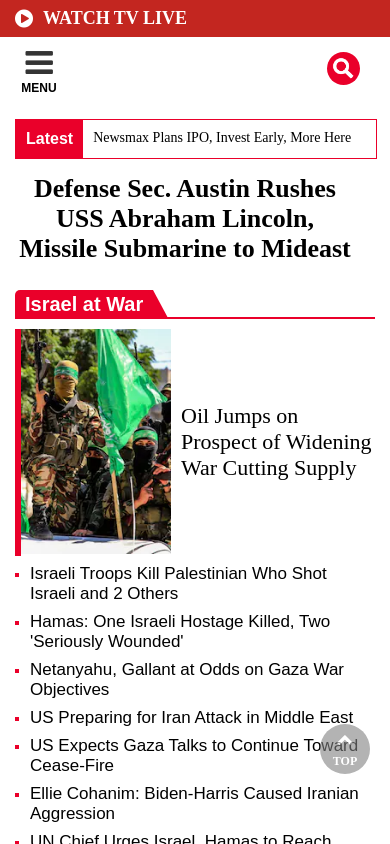 WATCH TV LIVE
MENU
Latest
Newsmax Plans IPO, Invest Early, More Here
Defense Sec. Austin Rushes
USS Abraham Lincoln,
Missile Submarine to Mideast
Israel at War
Oil Jumps on
Prospect of Widening
War Cutting Supply
Israeli Troops Kill Palestinian Who Shot
Israeli and 2 Others
Hamas: One Israeli Hostage Killed, Two
'Seriously Wounded'
Netanyahu, Gallant at Odds on Gaza War
Objectives
US Preparing for Iran Attack in Middle East
US Expects Gaza Talks to Continue Toward
Cease-Fire
TOP
Ellie Cohanim: Biden-Harris Caused Iranian
Aggression
UN Chief Urges Israel, Hamas to Reach